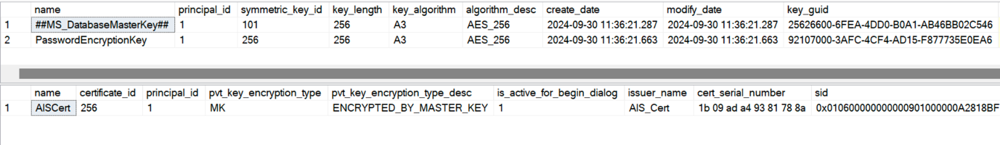 name principal_id symmetric_key_id key_length key_algorithm algorithm_desc create_date modify_date key_guid
1 ##MS_DatabaseMasterKey## 1 101 256 A3 AES_256 2024-09-30 11:36:21.287 2024-09-30 11:36:21.287 25626600-6FEA-4DD0-B0A1-AB46BB02C546
2 PasswordEncryptionKey 1 256 256 A3 AES_256 2024-09-30 11:36:21.663 2024-09-30 11:36:21.663 92107000-3AFC-4CF4-AD15-F877735E0EA6
name certificate_id principal_id pvt_key_encryption_type pvt_key_encryption_type_desc is_active_for_begin_dialog issuer_name cert_serial_number sid
1 AISCert 256 1 MK ENCRYPTED_BY_MASTER_KEY 1 AIS_Cert 1b 09 ad a4 93 81 78 8a 0x010600000000000901000000A2818BF